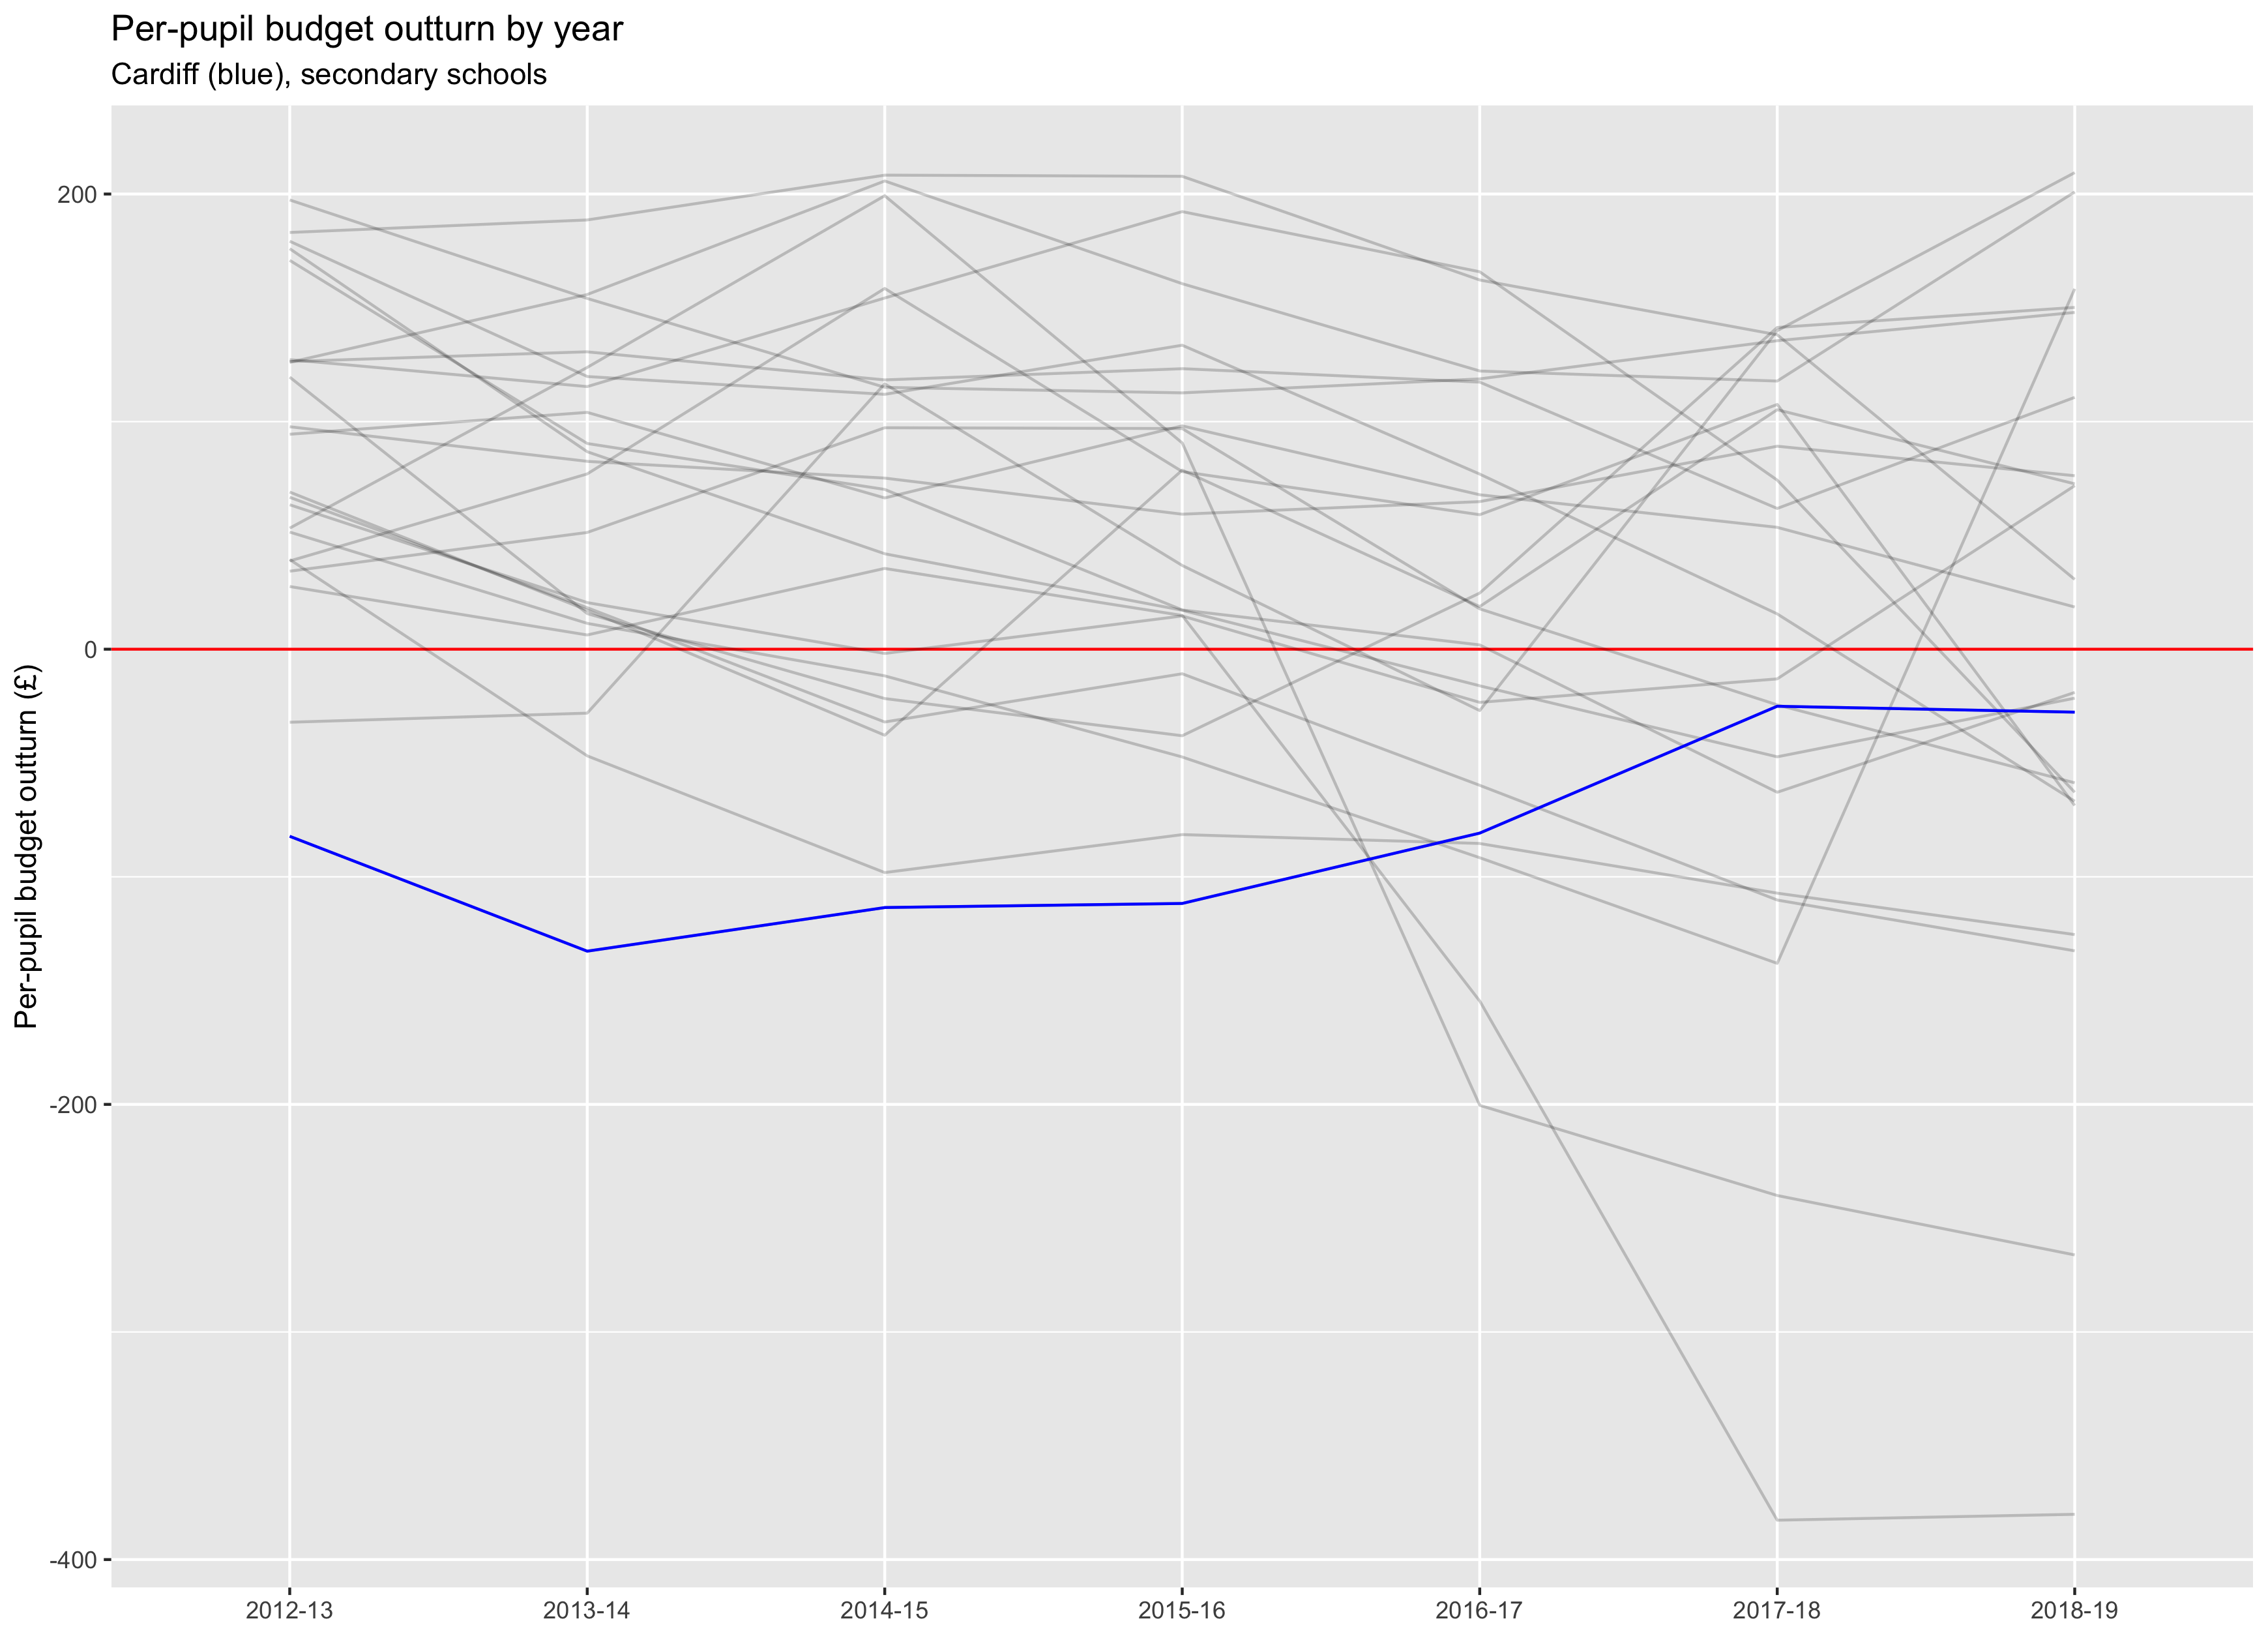 Per-pupil budget outturn by year
Cardiff (blue), secondary schools
Per-pupil budget outturn (£)
200
0
-200
-400
2012-13 2013-14 2014-15 2015-16 2016-17 2017-18 2018-19